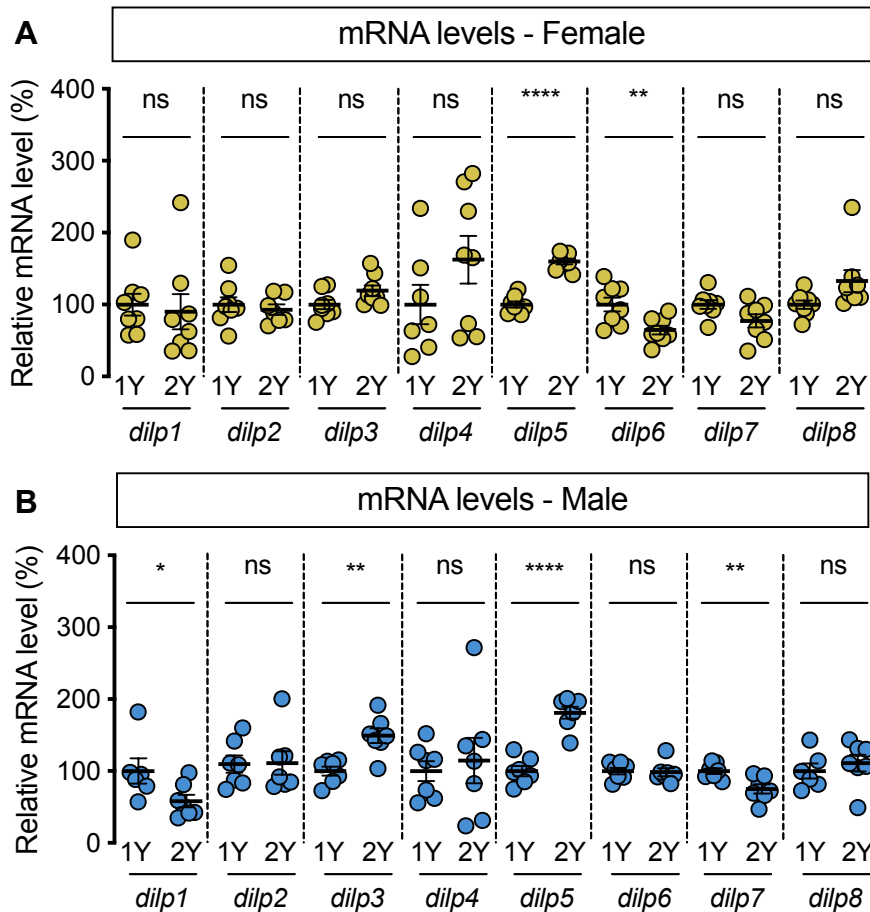 A
mRNA levels - Female
Relative mRNA level (%)
400
300
200
100
0
ns ns ns ns **** ** ns ns
1Y 2Y 1Y 2Y 1Y 2Y 1Y 2Y 1Y 2Y 1Y 2Y 1Y 2Y 1Y 2Y
dilp1 dilp2 dilp3 dilp4 dilp5 dilp6 dilp7 dilp8
B
mRNA levels - Male
Relative mRNA level (%)
400
300
200
100
0
* ns ** ns **** ns ** ns
1Y 2Y 1Y 2Y 1Y 2Y 1Y 2Y 1Y 2Y 1Y 2Y 1Y 2Y 1Y 2Y
dilp1 dilp2 dilp3 dilp4 dilp5 dilp6 dilp7 dilp8